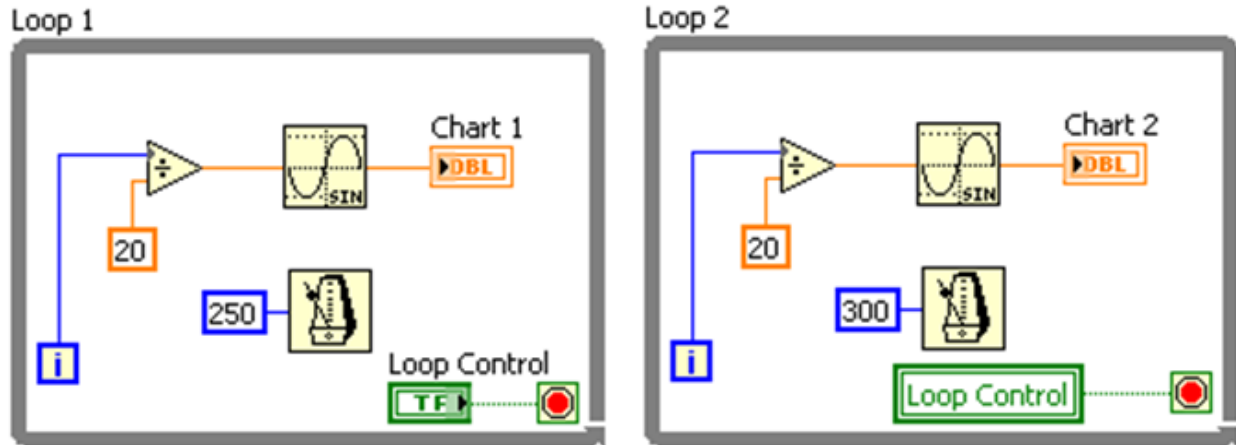 Loop 1
Chart 1
DBL
SIN
20
250
i
Loop Control
TF
Loop 2
Chart 2
DBL
SIN
20
300
i
Loop Control